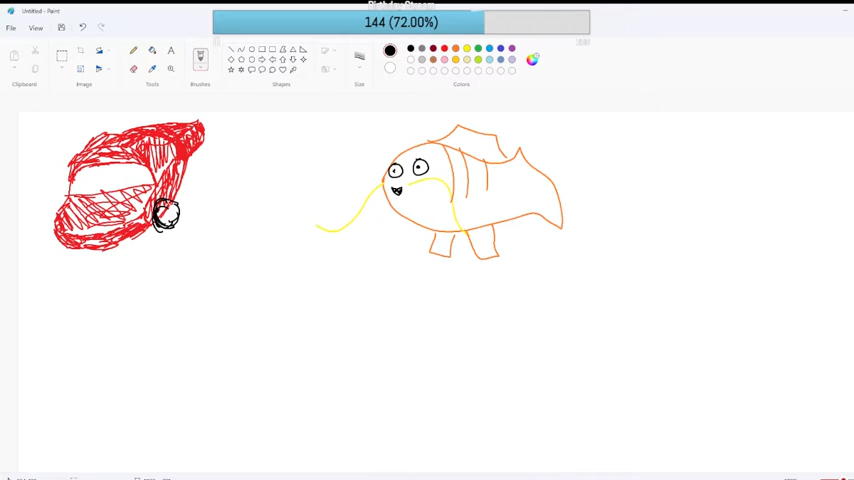 Birthday Stream
Untitled - Paint
144 (72.00%)
File View
Clipboard Image Tools Brushes Shapes Size Colors